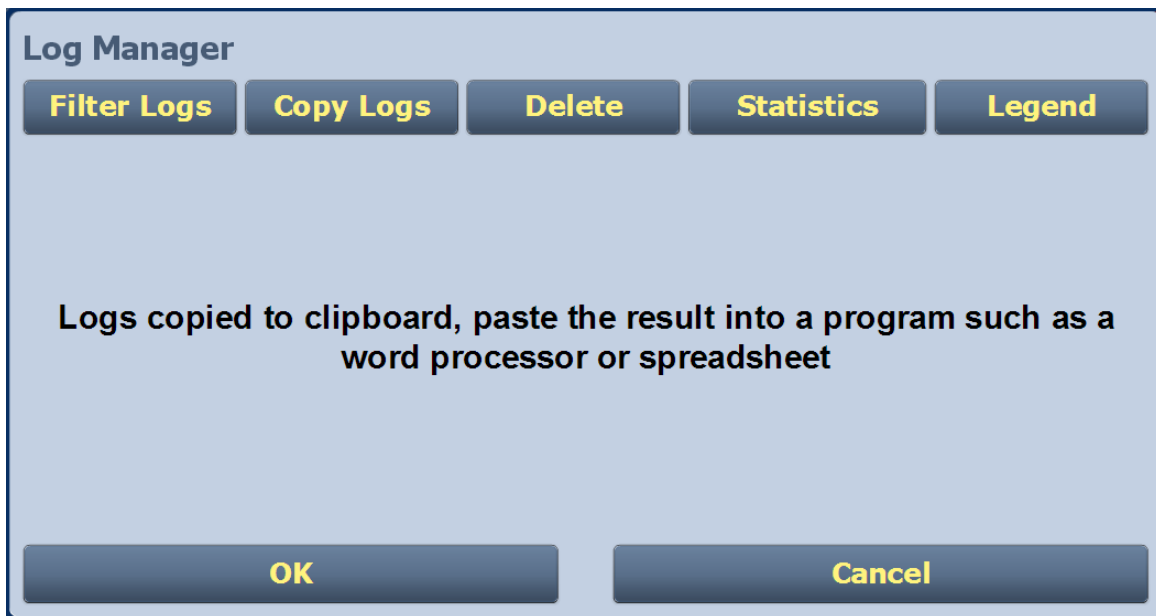 Log Manager
Filter Logs Copy Logs Delete Statistics Legend
Logs copied to clipboard, paste the result into a program such as a
word processor or spreadsheet
OK Cancel